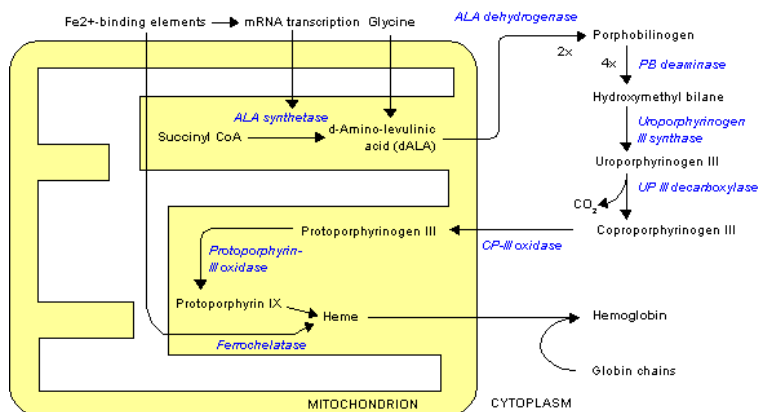 ALA dehydrogenase
Fe2+-binding elements
mRNA transcription
Glycine
2x
Porphobilinogen
4x
PB deaminase
Hydroxymethyl bilane
ALA synthetase
Uroporphyrinogen
III synthase
Succinyl CoA
d-Amino-levulinic
acid (dALA)
Uroporphyrinogen III
UP III decarboxylase
CO2
Coproporphyrinogen III
Protoporphyrinogen III
CP-III oxidase
Protoporphyrin-
III oxidase
Protoporphyrin IX
Heme
Hemoglobin
Ferrochelatase
Globin chains
MITOCHONDRION
CYTOPLASM